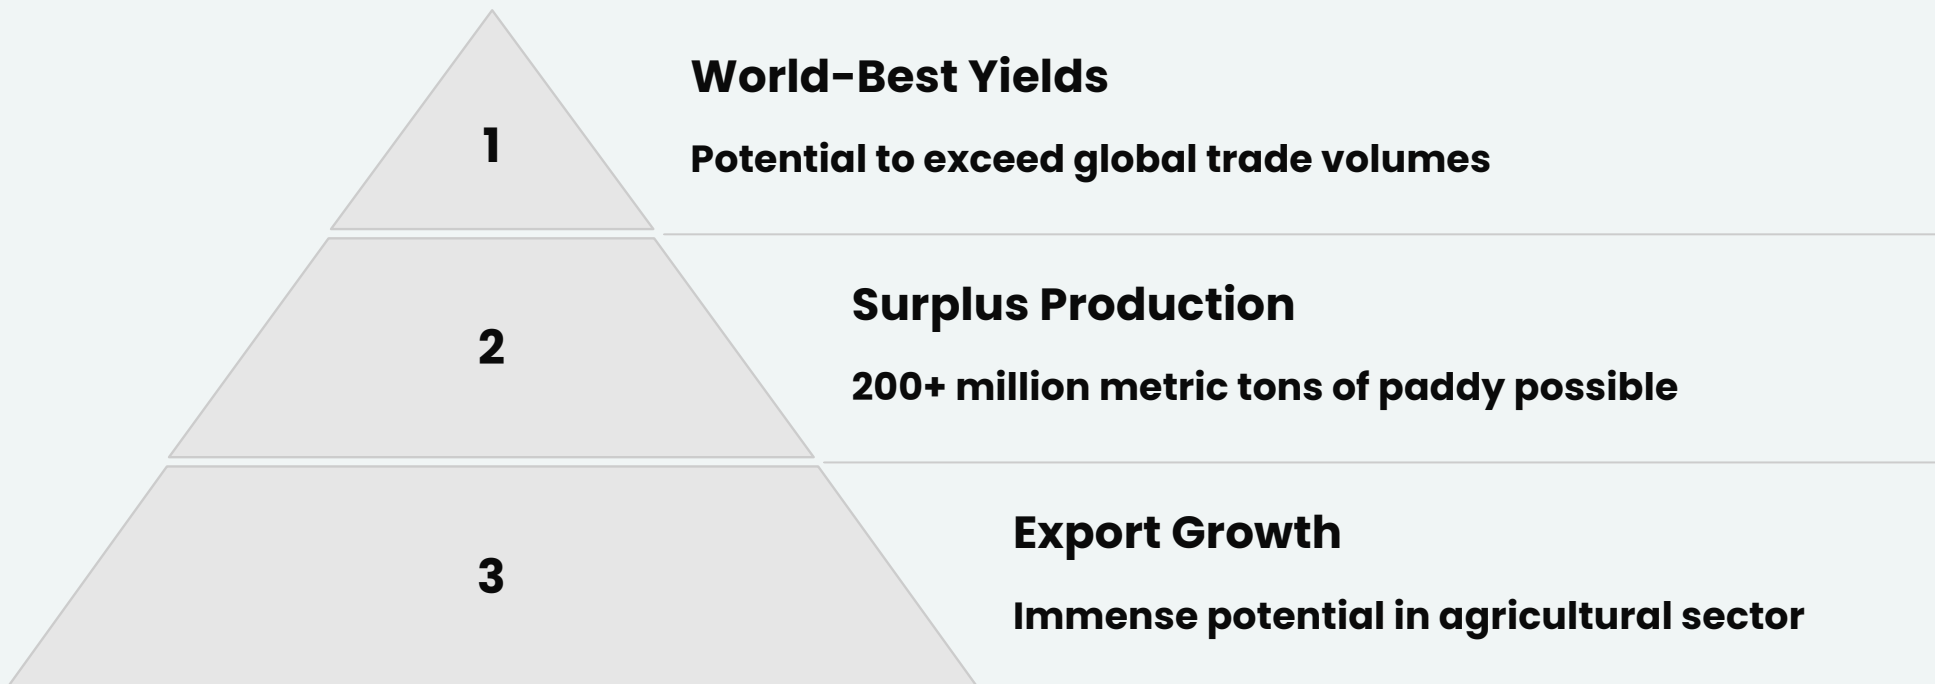 1
World-Best Yields
Potential to exceed global trade volumes
2
Surplus Production
200+ million metric tons of paddy possible
3
Export Growth
Immense potential in agricultural sector